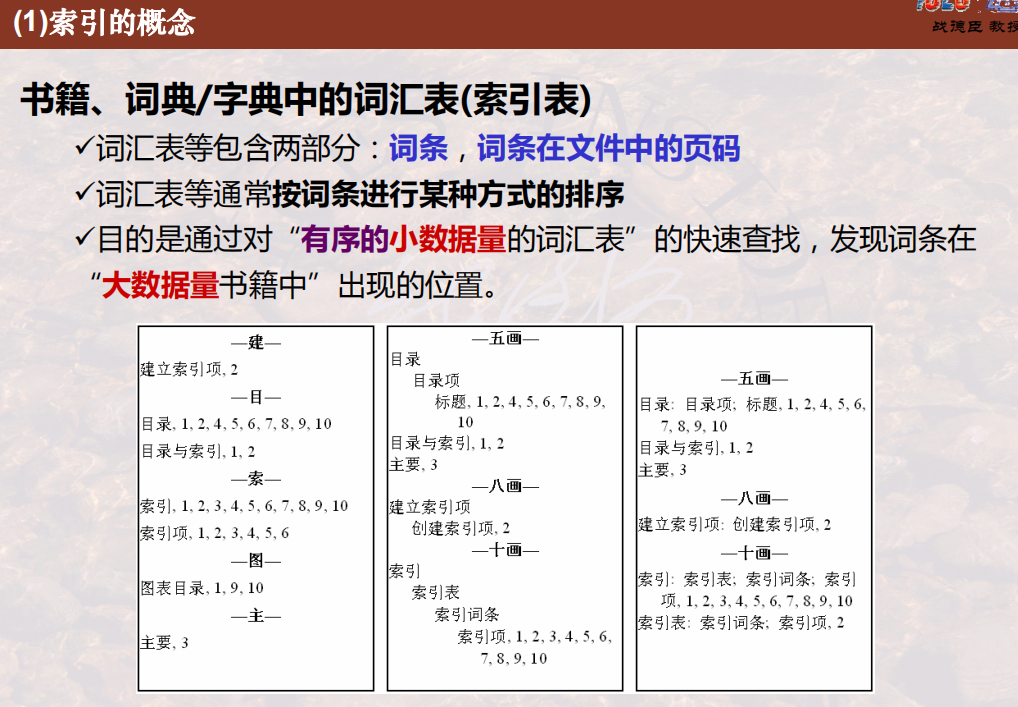 (1)索引的概念
战德臣 教授
书籍、词典/字典中的词汇表(索引表)
✓词汇表等包含两部分：词条，词条在文件中的页码
✓词汇表等通常按词条进行某种方式的排序
✓目的是通过对“有序的小数据量的词汇表”的快速查找，发现词条在
“大数据量书籍中”出现的位置。
—建—
建立索引项, 2
—目—
目录, 1, 2, 4, 5, 6, 7, 8, 9, 10
目录与索引, 1, 2
—索—
索引, 1, 2, 3, 4, 5, 6, 7, 8, 9, 10
索引项, 1, 2, 3, 4, 5, 6
—图—
图表目录, 1, 9, 10
—主—
主要, 3
—五画—
目录
目录项
标题, 1, 2, 4, 5, 6, 7, 8, 9,
10
目录与索引, 1, 2
主要, 3
—八画—
建立索引项
创建索引项, 2
—十画—
索引
索引表
索引词条
索引项, 1, 2, 3, 4, 5, 6,
7, 8, 9, 10
—五画—
目录: 目录项; 标题, 1, 2, 4, 5, 6,
7, 8, 9, 10
目录与索引, 1, 2
主要, 3
—八画—
建立索引项: 创建索引项, 2
—十画—
索引: 索引表; 索引词条; 索引
项, 1, 2, 3, 4, 5, 6, 7, 8, 9, 10
索引表: 索引词条; 索引项, 2